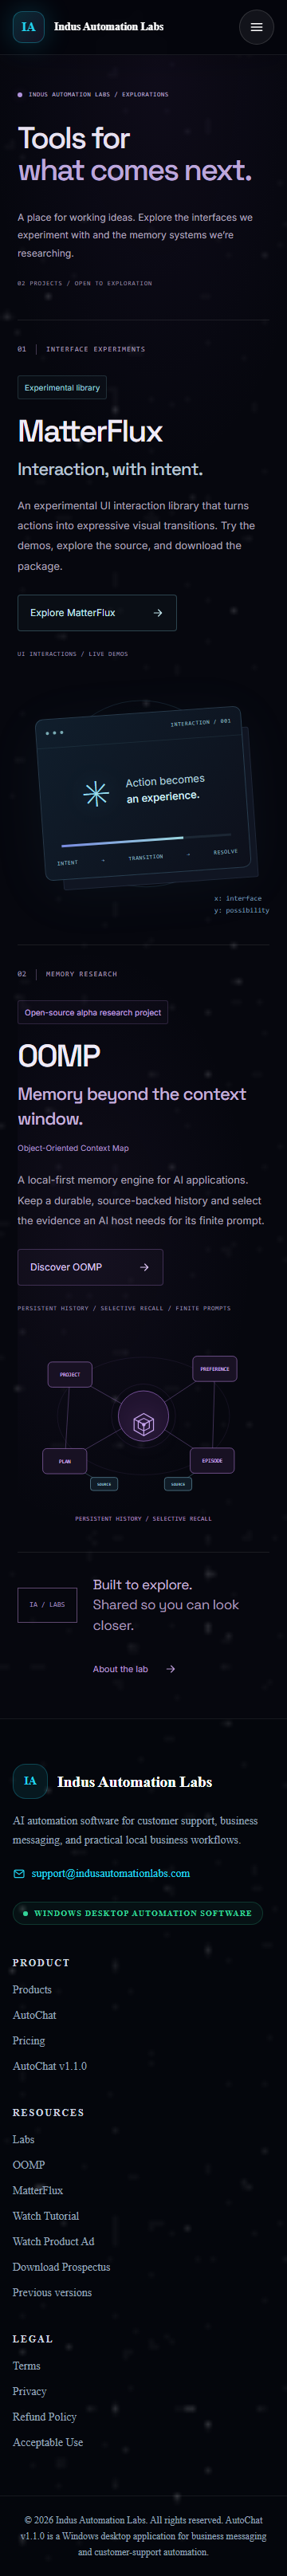 IA Indus Automation Labs
INDUS AUTOMATION LABS / EXPLORATIONS
Tools for
what comes next.
A place for working ideas. Explore the interfaces we
experiment with and the memory systems we're
researching.
02 PROJECTS / OPEN TO EXPLORATION
01 INTERFACE EXPERIMENTS
Experimental library
MatterFlux
Interaction, with intent.
An experimental UI interaction library that turns
actions into expressive visual transitions. Try the
demos, explore the source, and download the
package.
Explore MatterFlux →
UI INTERACTIONS / LIVE DEMOS
INTERACTION / 001
Action becomes
an experience.
INTENT TRANSITION RESOLVE
x: interface
y: possibility
02 MEMORY RESEARCH
Open-source alpha research project
OOMP
Memory beyond the context
window.
Object-Oriented Context Map
A local-first memory engine for AI applications.
Keep a durable, source-backed history and select
the evidence an AI host needs for its finite prompt.
Discover OOMP →
PERSISTENT HISTORY / SELECTIVE RECALL / FINITE PROMPTS
PROJECT
PREFERENCE
PLAN
EPISODE
SOURCE
SOURCE
PERSISTENT HISTORY / SELECTIVE RECALL
IA / LABS
Built to explore.
Shared so you can look
closer.
About the lab →
IA Indus Automation Labs
AI automation software for customer support, business
messaging, and practical local business workflows.
support@indusautomationlabs.com
WINDOWS DESKTOP AUTOMATION SOFTWARE
PRODUCT
Products
AutoChat
Pricing
AutoChat v1.1.0
RESOURCES
Labs
OOMP
MatterFlux
Watch Tutorial
Watch Product Ad
Download Prospectus
Previous versions
LEGAL
Terms
Privacy
Refund Policy
Acceptable Use
© 2026 Indus Automation Labs. All rights reserved. AutoChat
v1.1.0 is a Windows desktop application for business messaging
and customer-support automation.